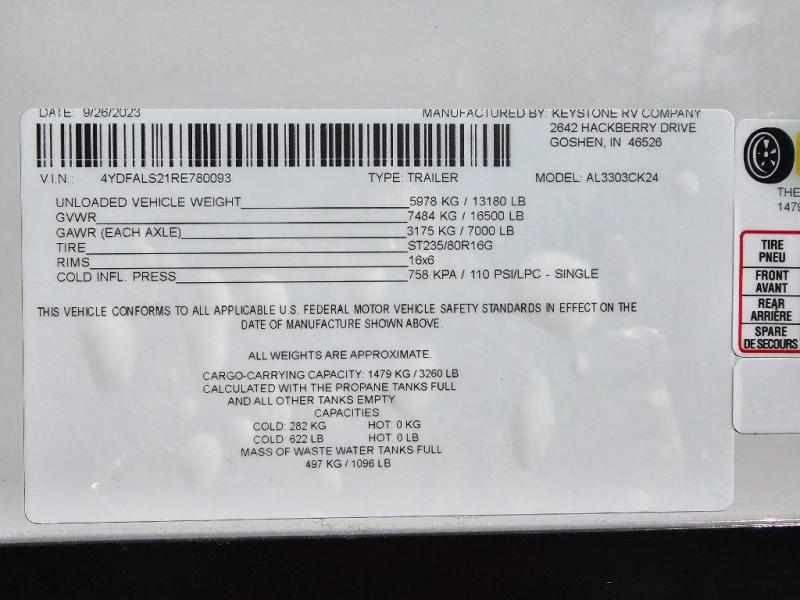 DATE: 9/26/2023 MANUFACTURED BY: KEYSTONE RV COMPANY
2642 HACKBERRY DRIVE
GOSHEN, IN 46526
V.I.N.: 4YDFALS21RE780093 TYPE: TRAILER MODEL: AL3303CK24
UNLOADED VEHICLE WEIGHT 5978 KG / 13180 LB
GVWR 7484 KG / 16500 LB
GAWR (EACH AXLE) 3175 KG / 7000 LB
TIRE ST235/80R16G
RIMS 16x6
COLD INFL. PRESS 758 KPA / 110 PSI/LPC - SINGLE
THIS VEHICLE CONFORMS TO ALL APPLICABLE U.S. FEDERAL MOTOR VEHICLE SAFETY STANDARDS IN EFFECT ON THE
DATE OF MANUFACTURE SHOWN ABOVE.
ALL WEIGHTS ARE APPROXIMATE.
CARGO-CARRYING CAPACITY: 1479 KG / 3260 LB
CALCULATED WITH THE PROPANE TANKS FULL
AND ALL OTHER TANKS EMPTY
CAPACITIES:
COLD: 282 KG HOT: 0 KG
COLD: 622 LB HOT: 0 LB
MASS OF WASTE WATER TANKS FULL
497 KG / 1096 LB
THE
1479
TIRE
PNEU
FRONT
AVANT
REAR
ARRIÈRE
SPARE
DE SECOURS